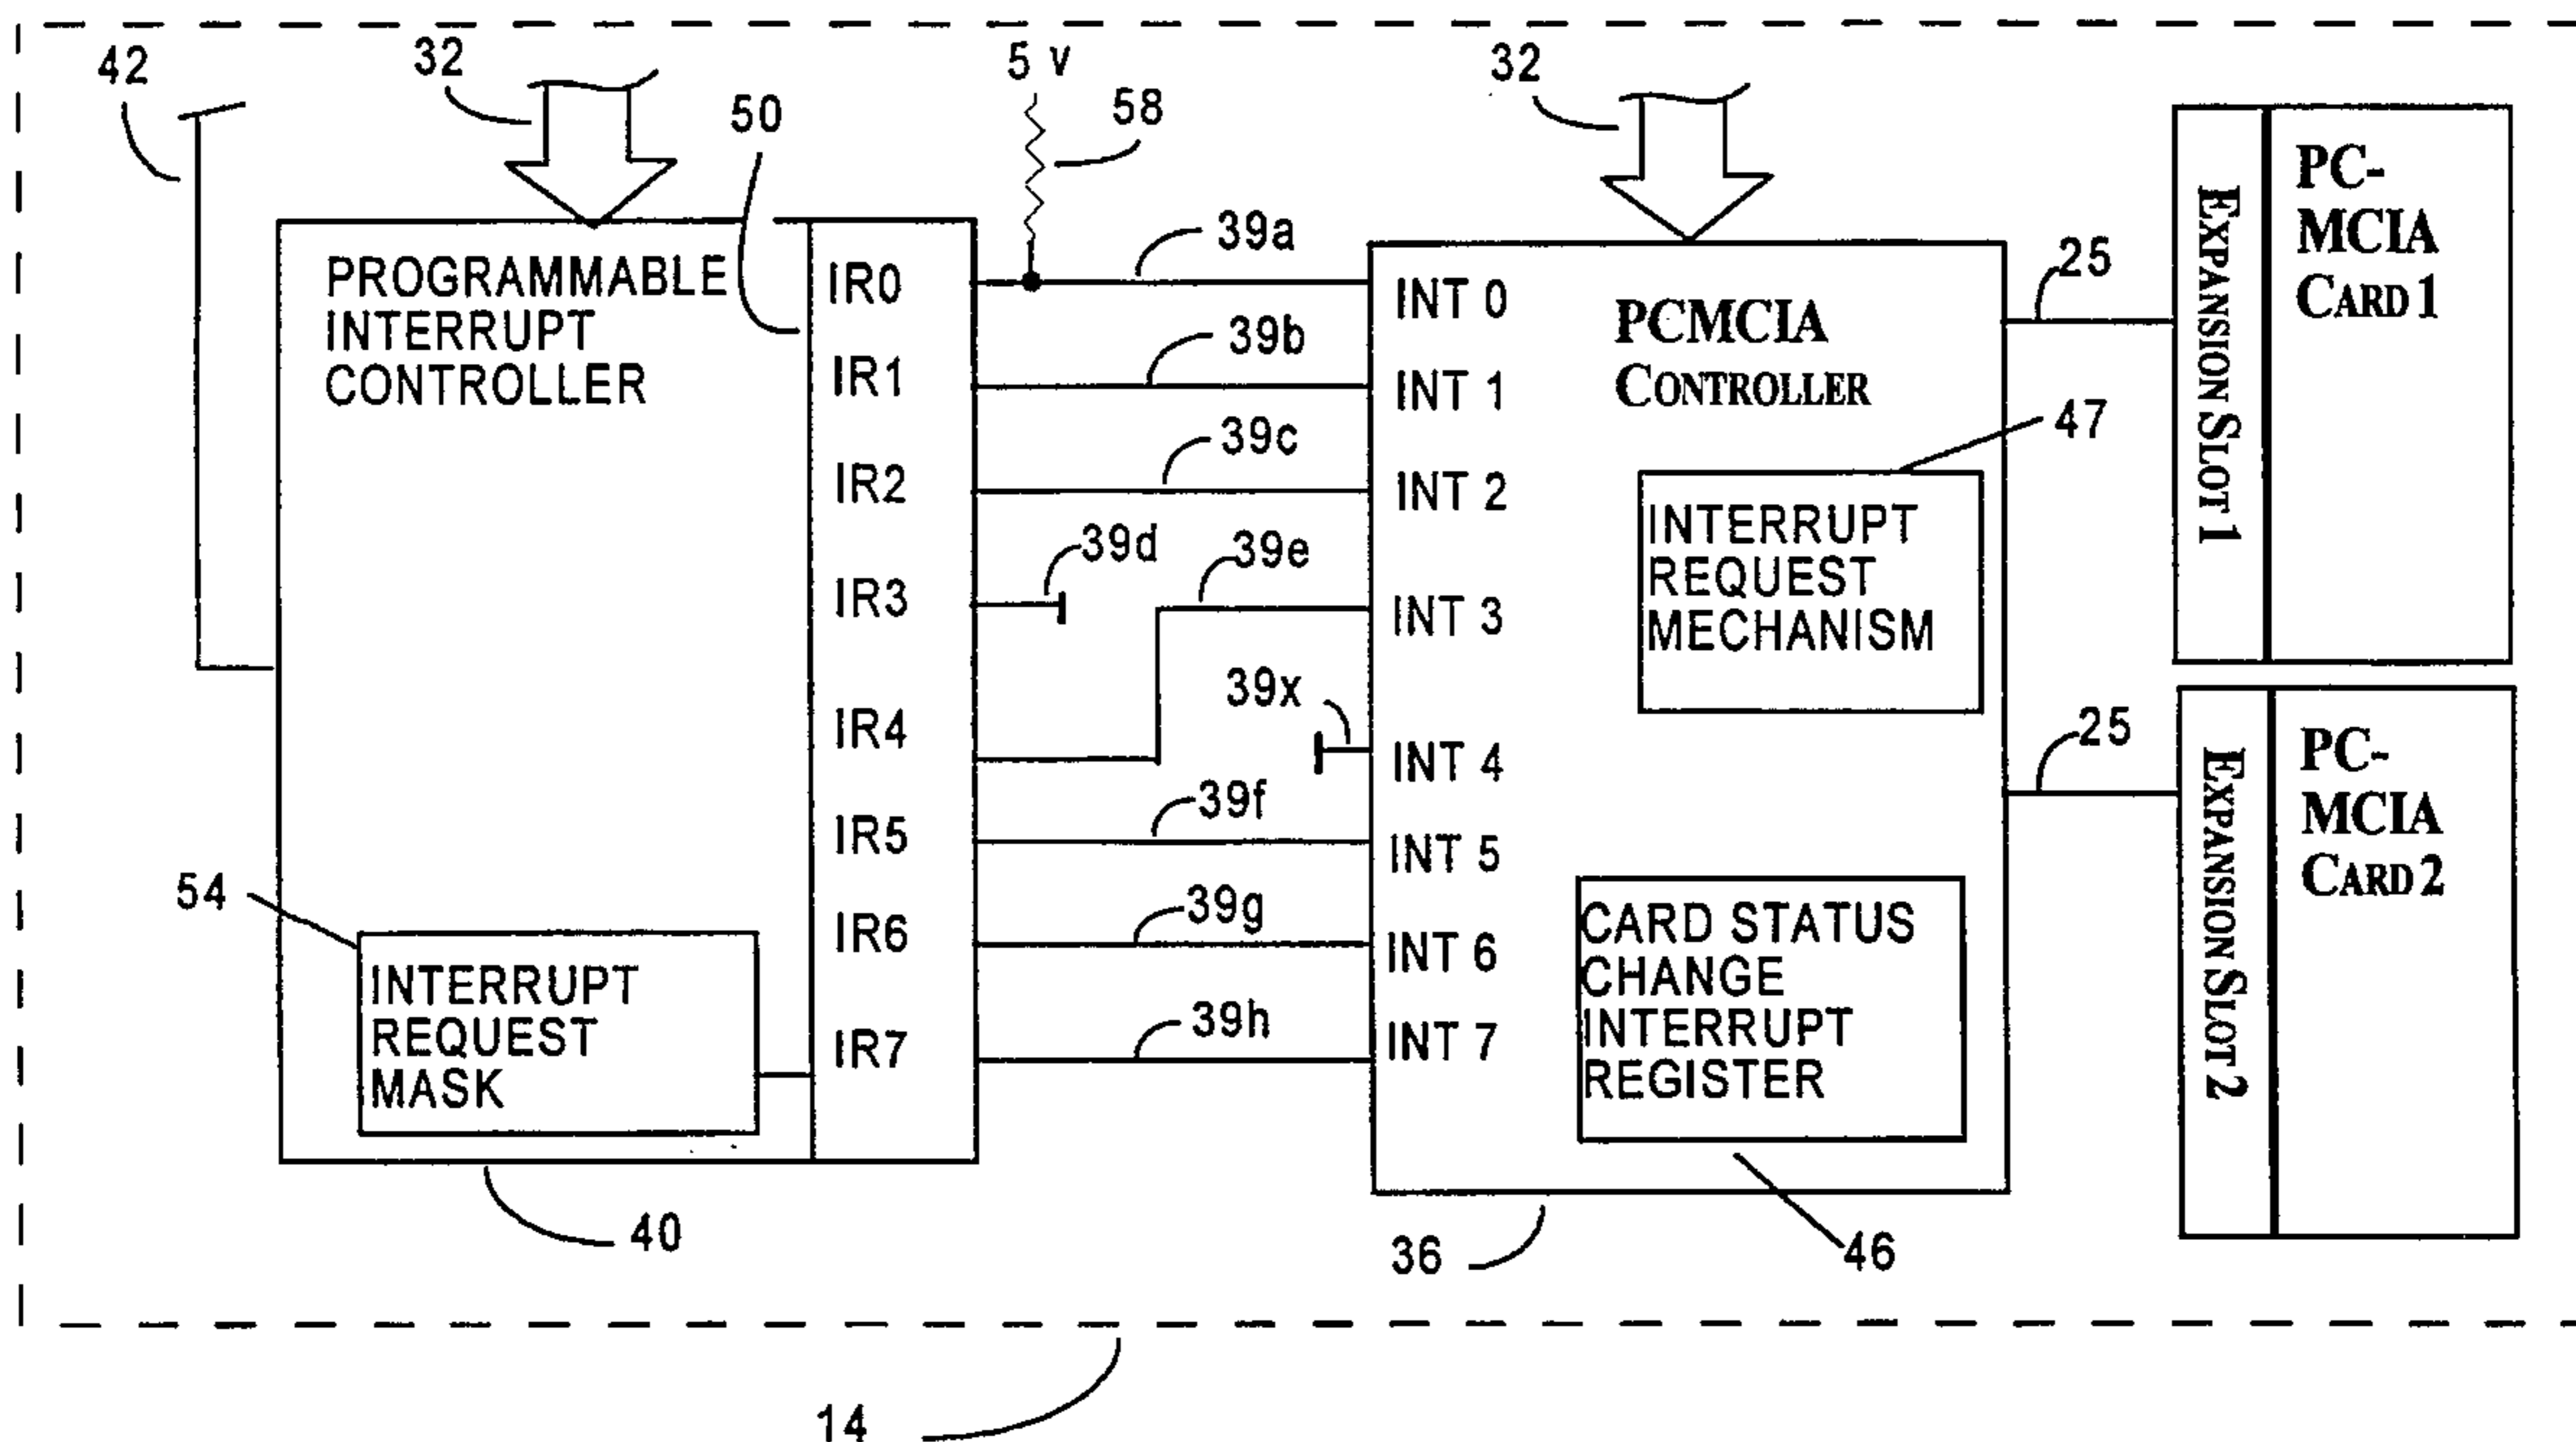 42
32
5 v
32
50
58
PROGRAMMABLE
INTERRUPT
CONTROLLER
IR0
IR1
IR2
IR3
IR4
IR5
IR6
IR7
54
INTERRUPT
REQUEST
MASK
40
39a
39b
39c
39d
39e
39x
39f
39g
39h
INT 0
INT 1
INT 2
INT 3
INT 4
INT 5
INT 6
INT 7
PCMCIA
CONTROLLER
47
INTERRUPT
REQUEST
MECHANISM
CARD STATUS
CHANGE
INTERRUPT
REGISTER
36
46
25
EXPANSION SLOT 1
PC-
MCIA
CARD 1
25
EXPANSION SLOT 2
PC-
MCIA
CARD 2
14